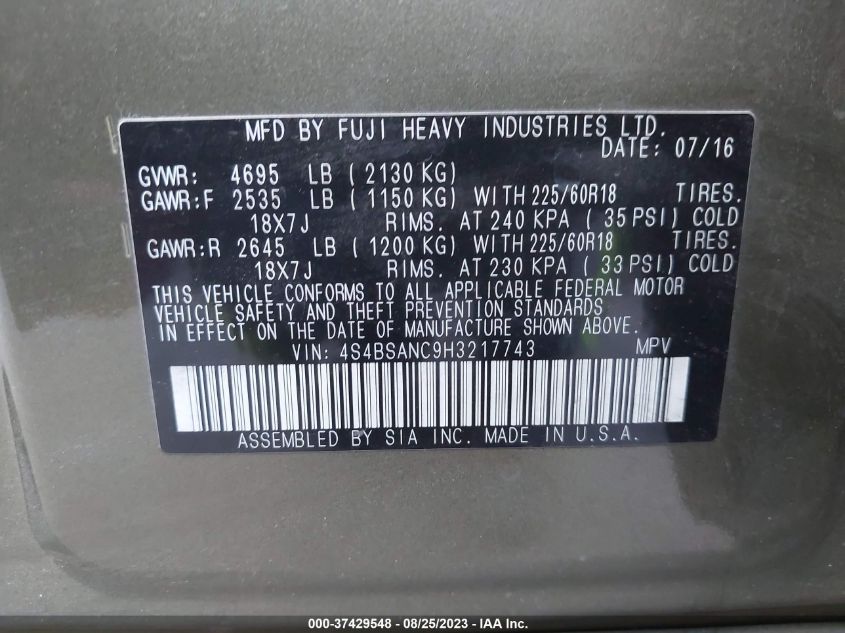 MFD BY FUJI HEAVY INDUSTRIES LTD.
DATE: 07/16
GVWR: 4695 LB ( 2130 KG)
GAWR:F 2535 LB ( 1150 KG) WITH 225/60R18 TIRES.
18X7J RIMS. AT 240 KPA ( 35 PSI) COLD
GAWR:R 2645 LB ( 1200 KG) WITH 225/60R18 TIRES.
18X7J RIMS. AT 230 KPA ( 33 PSI) COLD
THIS VEHICLE CONFORMS TO ALL APPLICABLE FEDERAL MOTOR
VEHICLE SAFETY AND THEFT PREVENTION STANDARDS
IN EFFECT ON THE DATE OF MANUFACTURE SHOWN ABOVE.
VIN: 4S4BSANC9H3217743 MPV
ASSEMBLED BY SIA INC. MADE IN U.S.A.
000-37429548 - 08/25/2023 - IAA Inc.